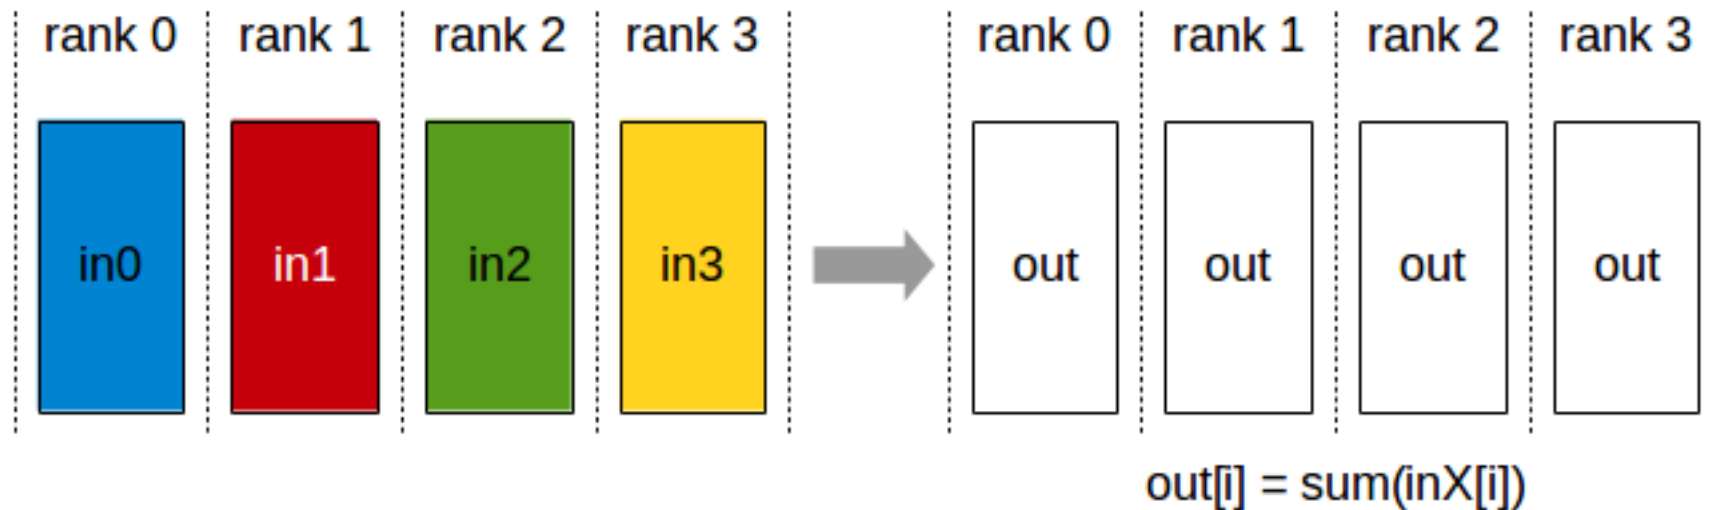 rank 0 rank 1 rank 2 rank 3 rank 0 rank 1 rank 2 rank 3
in0 in1 in2 in3 out out out out
out[i] = sum(inX[i])